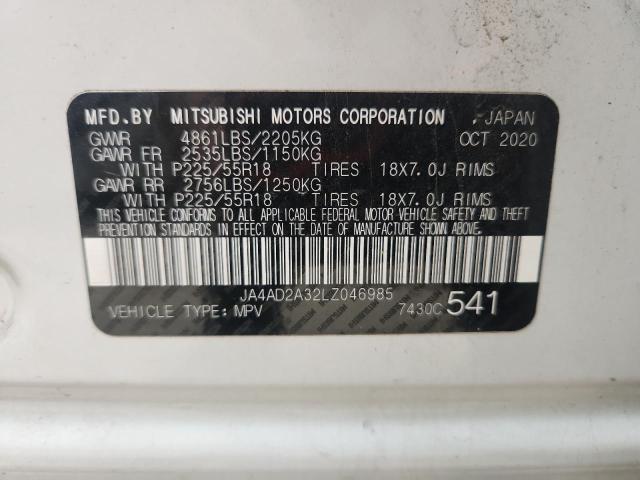 MFD.BY MITSUBISHI MOTORS CORPORATION JAPAN
GVWR 4861LBS/2205KG OCT 2020
GAWR FR 2535LBS/1150KG
WITH P225/55R18 TIRES 18X7.0J RIMS
GAWR RR 2756LBS/1250KG
WITH P225/55R18 TIRES 18X7.0J RIMS
THIS VEHICLE CONFORMS TO ALL APPLICABLE FEDERAL MOTOR VEHICLE SAFETY AND THEFT
PREVENTION STANDARDS IN EFFECT ON THE DATE OF MANUFACTURE SHOWN ABOVE.
JA4AD2A32LZ046985
VEHICLE TYPE: MPV 7430C 541